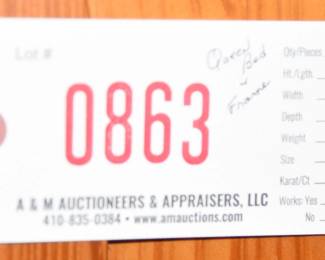 Lot #
Queen
Bed
+
Frame
0863
Qty/Pieces
Ht./Lgth
Width
Depth
Weight
Size
Karat/Ct
Works: Yes
No
A & M AUCTIONEERS & APPRAISERS, LLC
410-835-0384 • www.amauctions.com